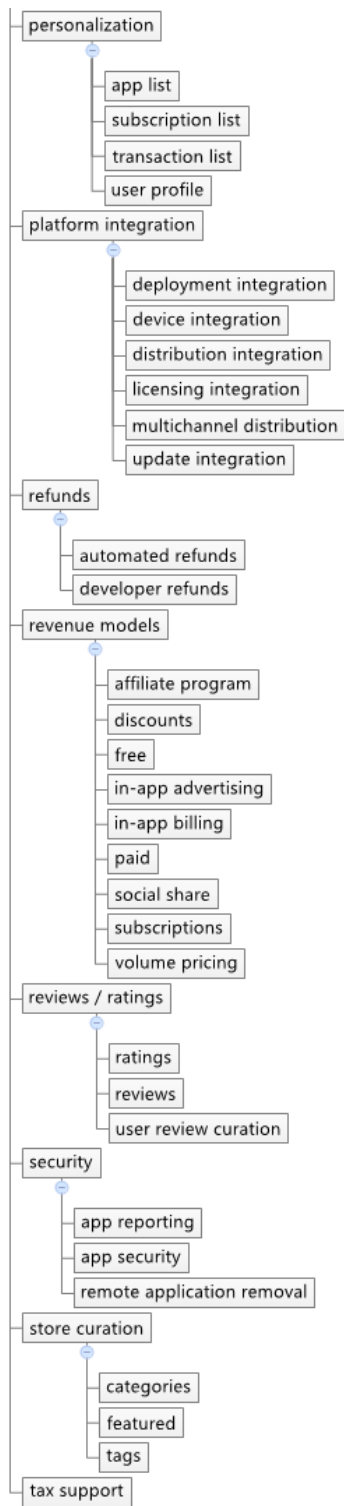 personalization
app list
subscription list
transaction list
user profile
platform integration
deployment integration
device integration
distribution integration
licensing integration
multichannel distribution
update integration
refunds
automated refunds
developer refunds
revenue models
affiliate program
discounts
free
in-app advertising
in-app billing
paid
social share
subscriptions
volume pricing
reviews / ratings
ratings
reviews
user review curation
security
app reporting
app security
remote application removal
store curation
categories
featured
tags
tax support